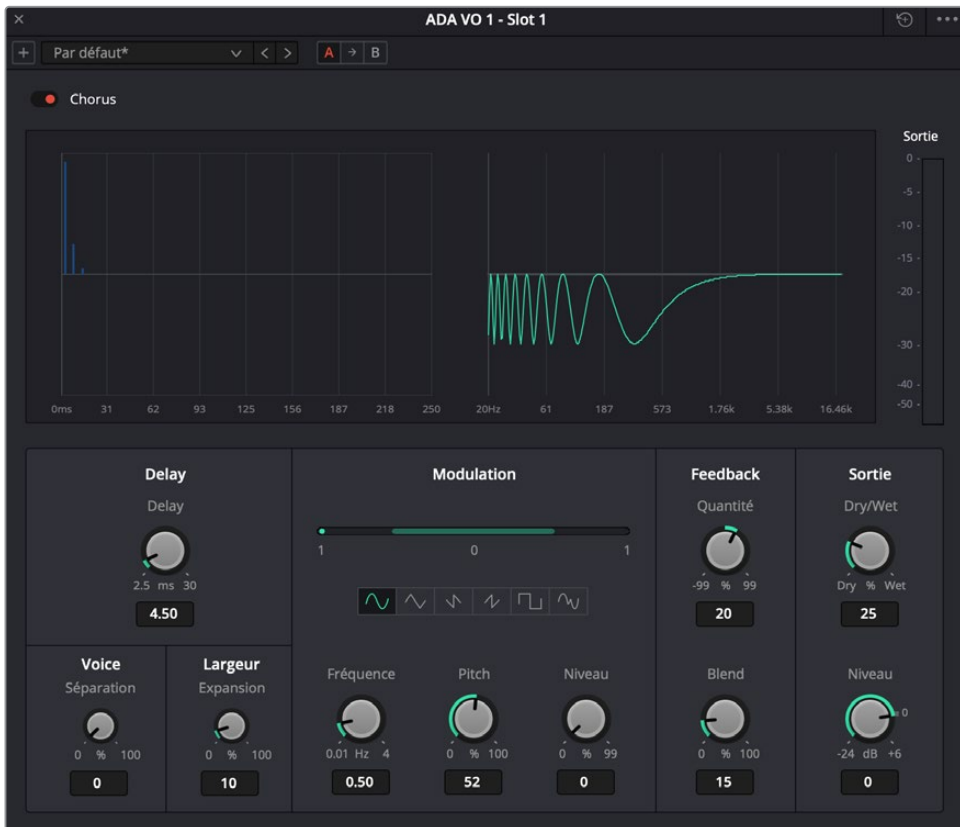 ADA VO 1 - Slot 1
Par défaut*
A
B
Chorus
Sortie
0 -
-5 -
-10 -
-15 -
-20 -
-30 -
-40 -
-50 -
0ms 31 62 93 125 156 187 218 250
20Hz 61 187 573 1.76k 5.38k 16.46k
Delay
Delay
2.5 ms 30
4.50
Voice
Séparation
0 % 100
0
Largeur
Expansion
0 % 100
10
Modulation
1 0 1
Fréquence
0.01 Hz 4
0.50
Pitch
0 % 100
52
Niveau
0 % 99
0
Feedback
Quantité
-99 % 99
20
Blend
0 % 100
15
Sortie
Dry/Wet
Dry % Wet
25
Niveau
0
-24 dB +6
0